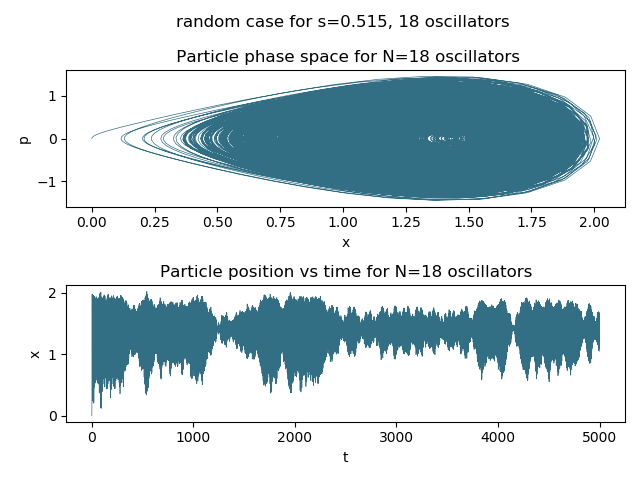 random case for s=0.515, 18 oscillators
Particle phase space for N=18 oscillators
1
0
−1
p
0.00 0.25 0.50 0.75 1.00 1.25 1.50 1.75 2.00
x
Particle position vs time for N=18 oscillators
2
1
0
x
0 1000 2000 3000 4000 5000
t